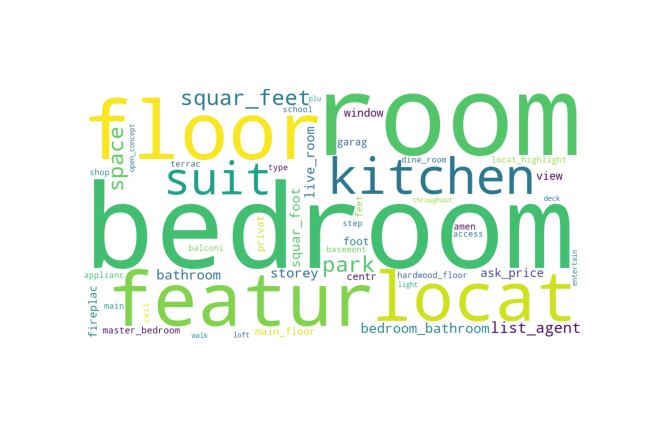 squar_feet
plu
school
room
floor
window
open_concept
garag
space
live_room
dine_room
locat_highlight
terrac
type
shop
suit
kitchen
view
bedroom
squar_foot
privat
feet
throughout
deck
step
amen
access
balconi
foot
basement
entertain
park
applianc
bathroom
storey
centr
hardwood_floor
ask_price
light
featur
locat
fireplac
main
ceil
master_bedroom
walk
loft
main_floor
bedroom_bathroom
list_agent